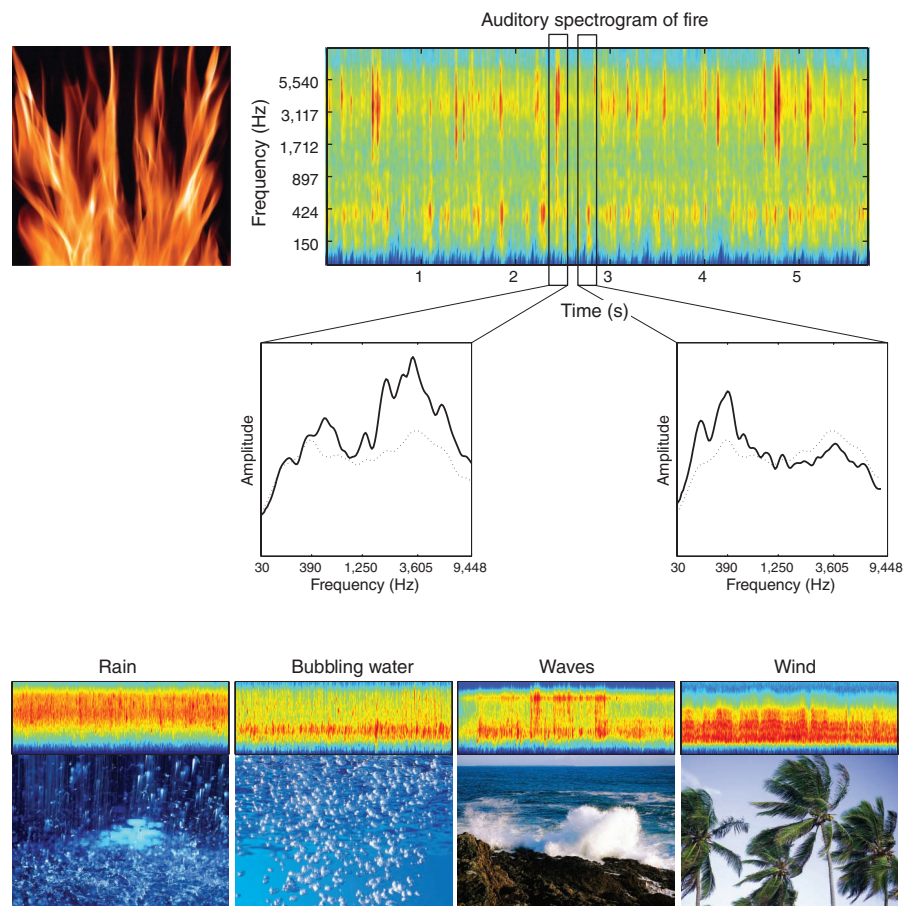 Auditory spectrogram of fire
Frequency (Hz)
5,540
3,117
1,712
897
424
150
1 2 3 4 5
Time (s)
Amplitude
30 390 1,250 3,605 9,448
Frequency (Hz)
Amplitude
30 390 1,250 3,605 9,448
Frequency (Hz)
Rain Bubbling water Waves Wind